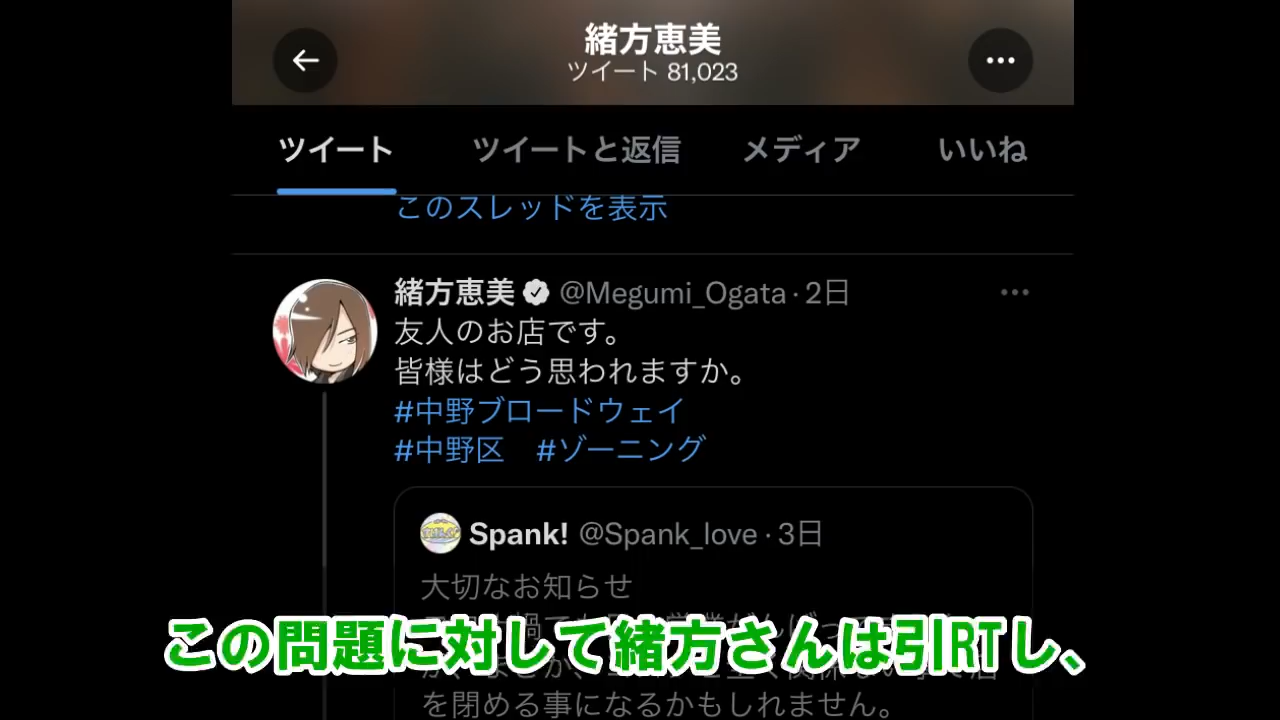 緒方恵美
ツイート 81,023
ツイート ツイートと返信 メディア いいね
このスレッドを表示
緒方恵美 @Megumi_Ogata · 2日
友人のお店です。
皆様はどう思われますか。
#中野ブロードウェイ
#中野区 #ゾーニング
Spank! @Spank_love · 3日
大切なお知らせ
この問題に対して緒方さんは引RTし、
を閉める事になるかもしれません。